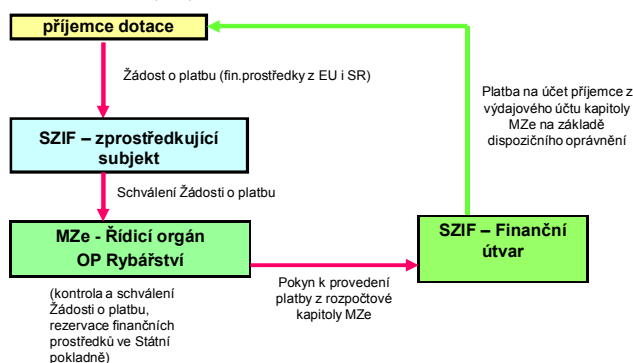 příjemce dotace
Žádost o platbu (fin.prostředky z EU i SR)
SZIF – zprostředkující
subjekt
Schválení Žádosti o platbu
MZe - Řídicí orgán
OP Rybářství
(kontrola a schválení
Žádosti o platbu,
rezervace finančních
prostředků ve Státní
pokladně)
Pokyn k provedení
platby z rozpočtové
kapitoly MZe
SZIF – Finanční
útvar
Platba na účet příjemce z
výdajového účtu kapitoly
MZe na základě
dispozičního oprávnění